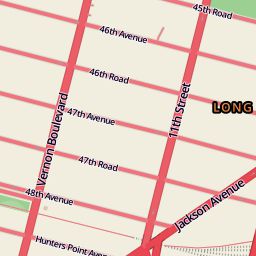 45th Road
46th Avenue
46th Road
11th Street
LONG
Vernon Boulevard
47th Avenue
47th Road
48th Avenue
Jackson Avenue
Hunters Point Aven